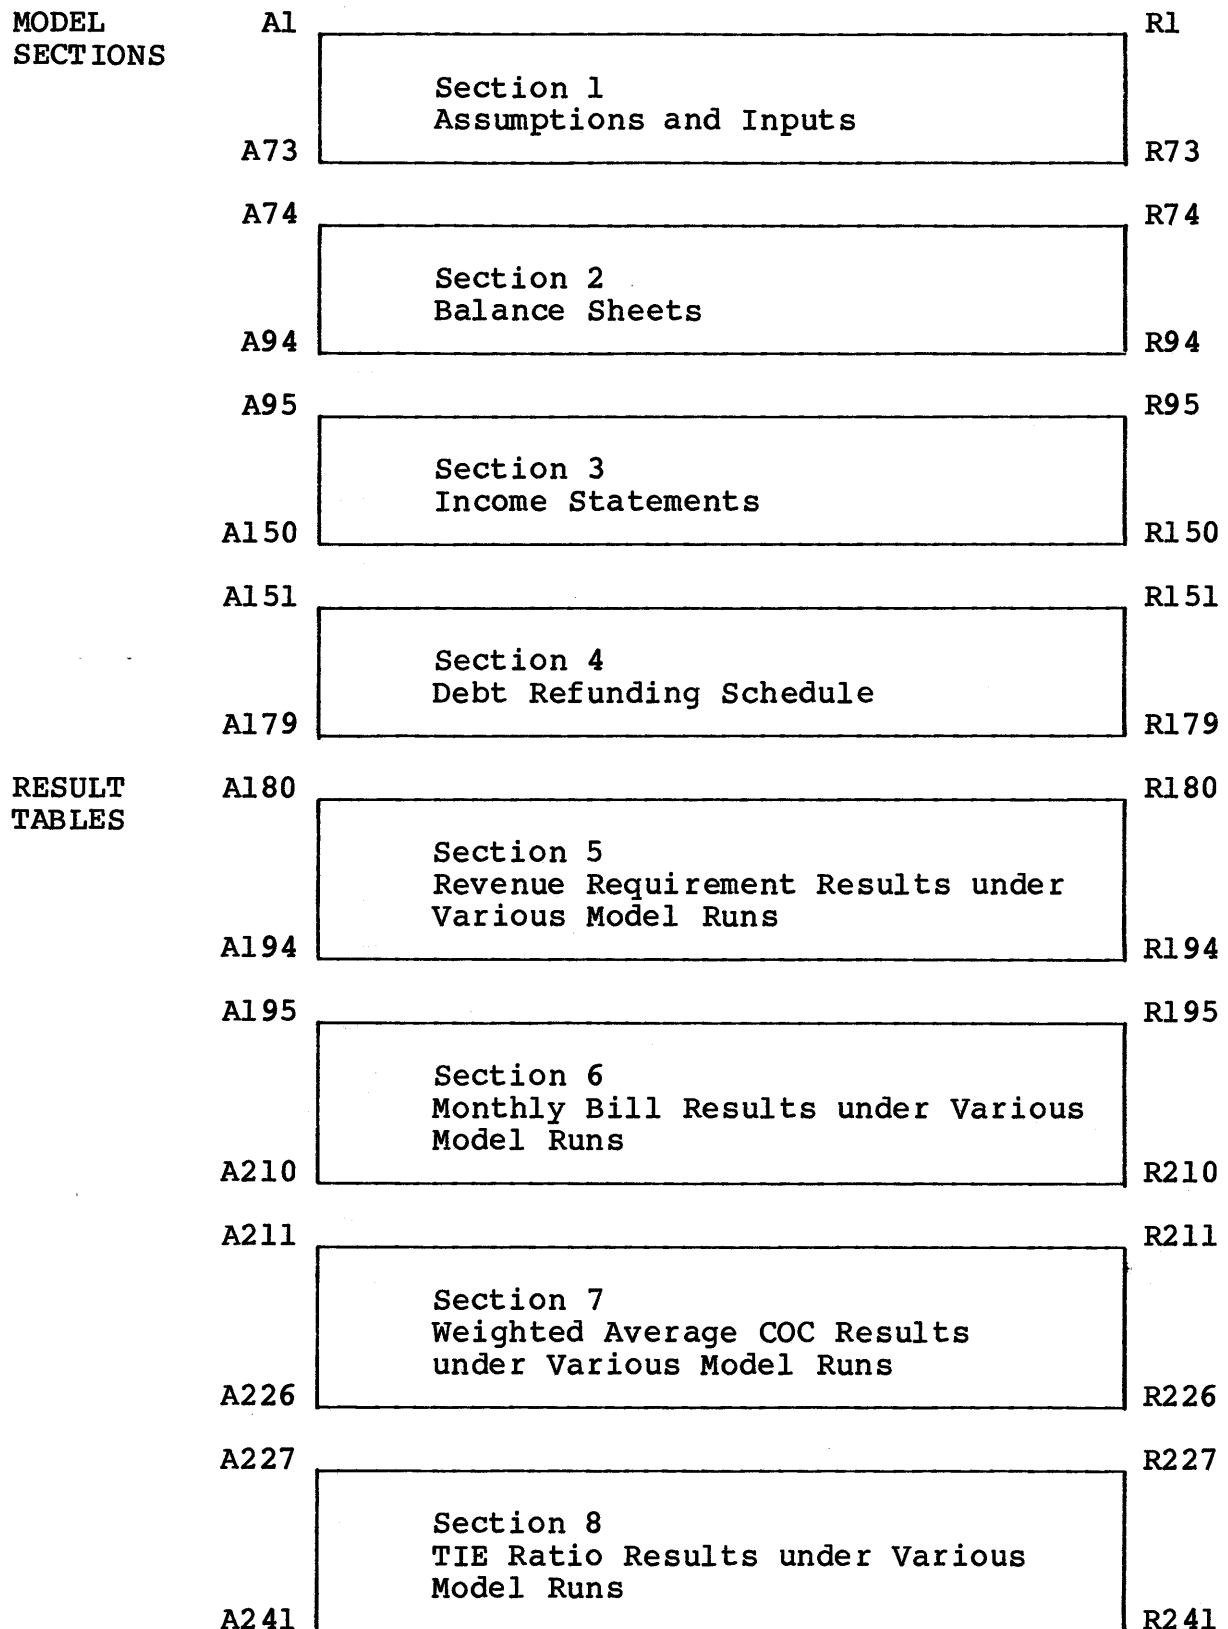 MODEL SECTIONS
A1 R1
Section 1
Assumptions and Inputs
A73 R73
A74 R74
Section 2
Balance Sheets
A94 R94
A95 R95
Section 3
Income Statements
A150 R150
A151 R151
Section 4
Debt Refunding Schedule
A179 R179
RESULT TABLES
A180 R180
Section 5
Revenue Requirement Results under
Various Model Runs
A194 R194
A195 R195
Section 6
Monthly Bill Results under Various
Model Runs
A210 R210
A211 R211
Section 7
Weighted Average COC Results
under Various Model Runs
A226 R226
A227 R227
Section 8
TIE Ratio Results under Various
Model Runs
A241 R241